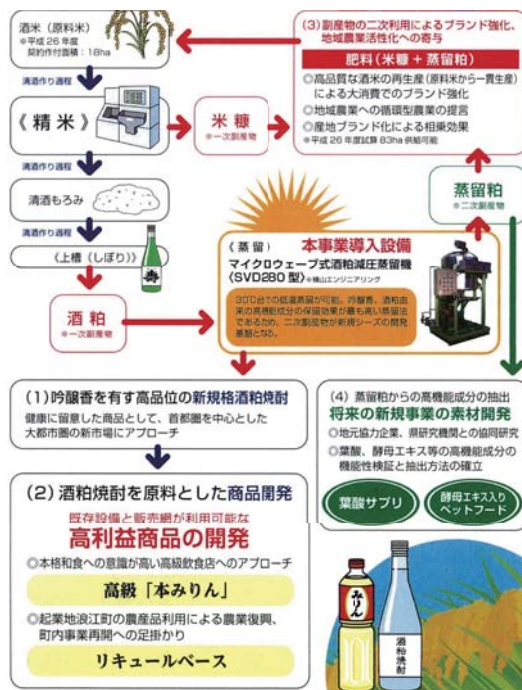 酒米(原料米)
※平成26年度
契約作付面積：18ha
清酒作り過程
《精米》
清酒作り過程
清酒もろみ
清酒作り過程
《上槽(しぼり)》
寿
酒粕
※一次副産物
米糠
※一次副産物
(3)副産物の二次利用によるブランド強化、
地域農業活性化への寄与
肥料(米糠+蒸留粕)
◎高品質な酒米の再生産(原料米から一貫生産)
による大消費でのブランド強化
◎地域農業への循環型農業の提言
◎産地ブランド化による相乗効果
※平成26年度試算 83ha供給可能
蒸留粕
※二次副産物
《蒸留》
本事業導入設備
マイクロウェーブ式酒粕減圧蒸留機
〈SVD280型〉※横山エンジニアリング
30℃台での低温蒸留が可能。吟醸香、酒粕由
来の高機能成分の保留効果が最も高い蒸留法
であるため、二次副産物が新規シーズの開発
基盤となる。
(1)吟醸香を有す高品位の新規格酒粕焼酎
健康に留意した商品として、首都圏を中心とした
大都市圏の新市場にアプローチ
(2)酒粕焼酎を原料とした商品開発
既存設備と販売網が利用可能な
高利益商品の開発
◎本格和食への意識が高い高級飲食店へのアプローチ
高級「本みりん」
◎起業地浪江町の農産品利用による農業復興、
町内事業再開への足掛かり
リキュールベース
(4)蒸留粕からの高機能成分の抽出
将来の新規事業の素材開発
◎地元協力企業、県研究機関との協同研究
◎葉酸、酵母エキス等の高機能成分の
機能性検証と抽出方法の確立
葉酸サプリ
酵母エキス入り
ペットフード
みりん
酒粕焼酎